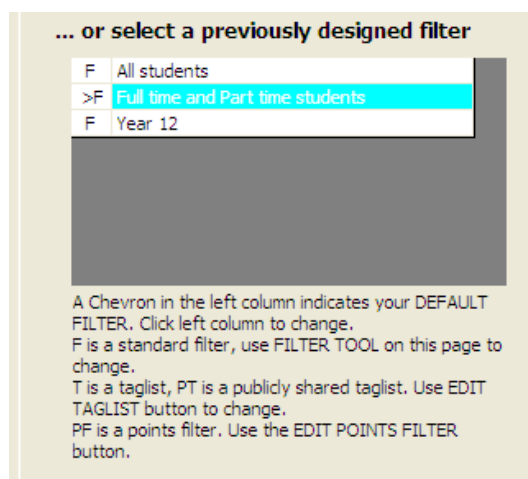 ... or select a previously designed filter
F All students
>F Full time and Part time students
F Year 12
A Chevron in the left column indicates your DEFAULT
FILTER. Click left column to change.
F is a standard filter, use FILTER TOOL on this page to
change.
T is a taglist, PT is a publicly shared taglist. Use EDIT
TAGLIST button to change.
PF is a points filter. Use the EDIT POINTS FILTER
button.